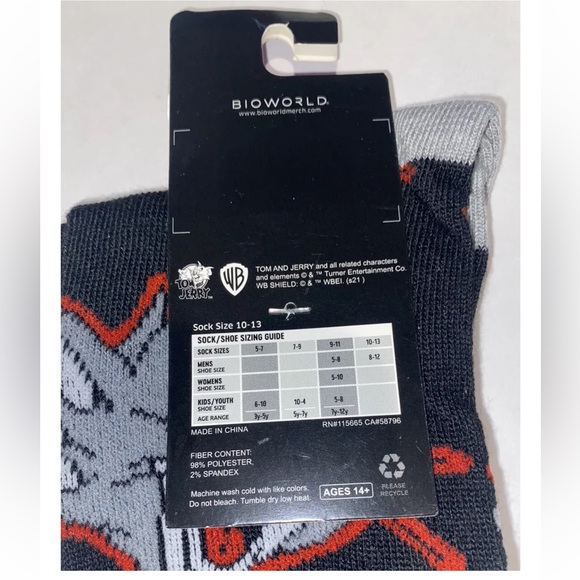 BIOWORLD®
www.bioworldmerch.com
TOM AND JERRY
WB
TOM AND JERRY and all related characters
and elements © & ™ Turner Entertainment Co.
WB SHIELD: © & ™ WBEI. (s21)
Sock Size 10-13
SOCK/SHOE SIZING GUIDE
SOCK SIZES 5-7 7-9 9-11 10-13
MENS SHOE SIZE 5-8 8-12
WOMENS SHOE SIZE 5-10
KIDS/YOUTH SHOE SIZE 6-10 10-4 5-8
AGE RANGE 3y-5y 5y-7y 7y-12y
MADE IN CHINA RN#115665 CA#58796
FIBER CONTENT:
98% POLYESTER,
2% SPANDEX
Machine wash cold with like colors.
Do not bleach. Tumble dry low heat.
AGES 14+
PLEASE
RECYCLE